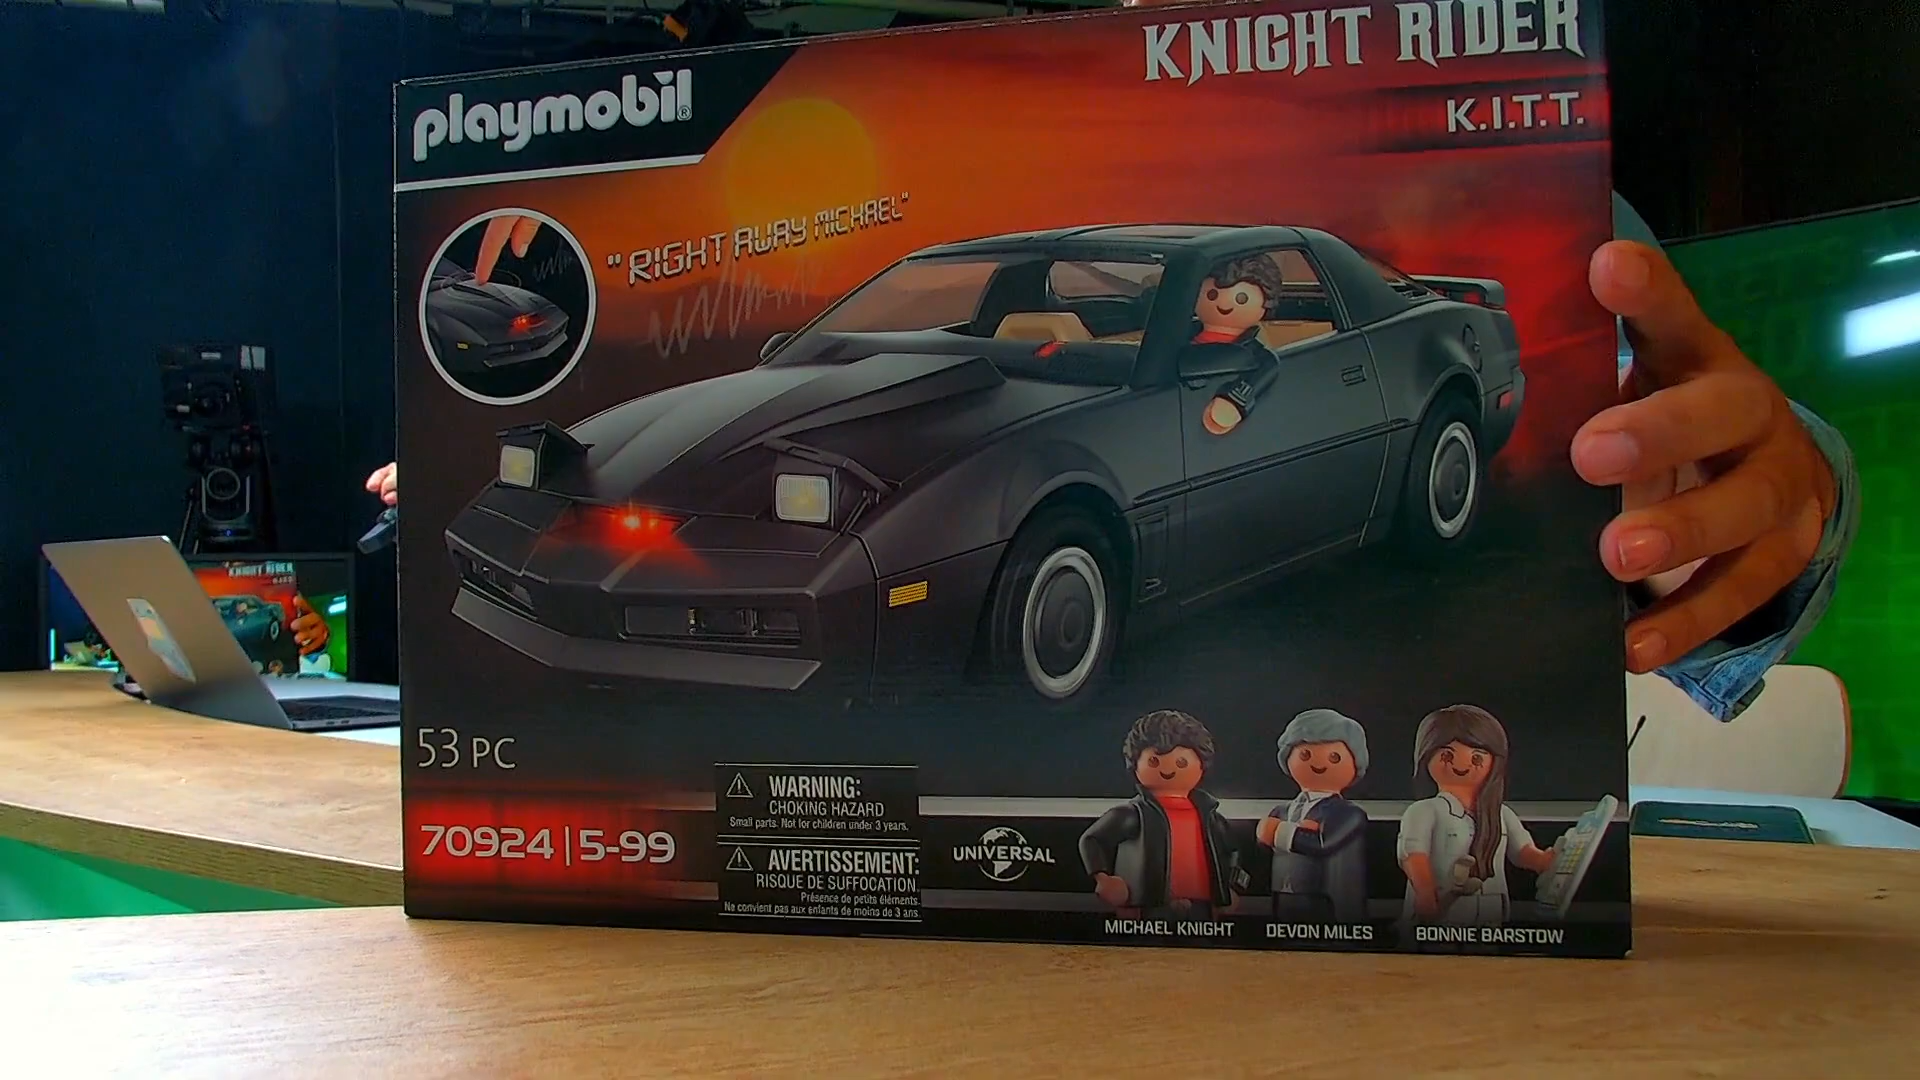 playmobil®
KNIGHT RIDER
K.I.T.T.
"RIGHT AWAY MICHAEL"
53 PC
70924 | 5-99
WARNING:
CHOKING HAZARD
Small parts. Not for children under 3 years.
AVERTISSEMENT:
RISQUE DE SUFFOCATION.
Présence de petits éléments.
Ne convient pas aux enfants de moins de 3 ans.
UNIVERSAL
MICHAEL KNIGHT
DEVON MILES
BONNIE BARSTOW
KNIGHT RIDER